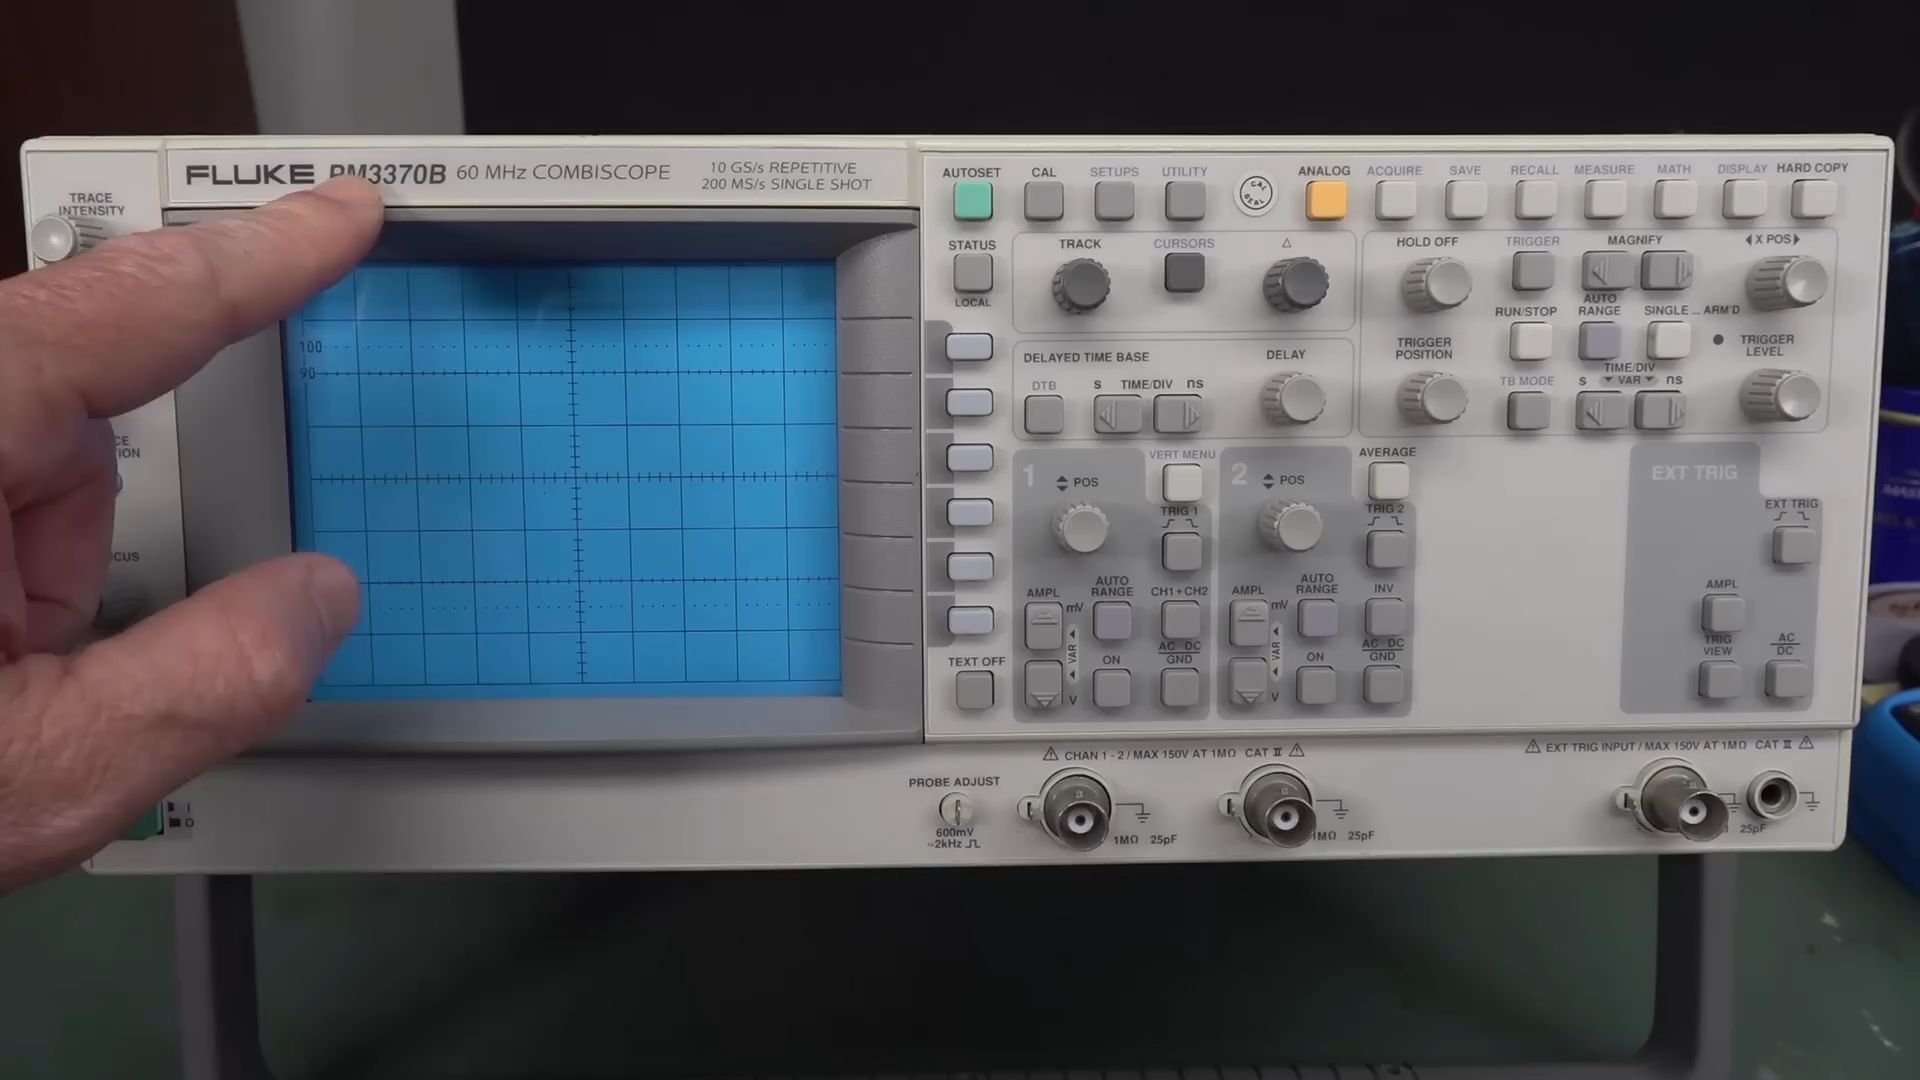 FLUKE PM3370B 60 MHz COMBISCOPE
10 GS/s REPETITIVE
200 MS/s SINGLE SHOT
TRACE
INTENSITY
100
90
AUTOSET
CAL
SETUPS
UTILITY
CAL
SEAL
ANALOG
ACQUIRE
SAVE
RECALL
MEASURE
MATH
DISPLAY
HARD COPY
STATUS
LOCAL
TRACK
CURSORS
Δ
HOLD OFF
TRIGGER
MAGNIFY
X POS
RUN/STOP
AUTO
RANGE
SINGLE
ARM'D
TRIGGER
POSITION
TRIGGER
LEVEL
DELAYED TIME BASE
DELAY
DTB
s TIME/DIV ns
TB MODE
TIME/DIV
s VAR ns
1
POS
VERT MENU
TRIG 1
2
POS
AVERAGE
TRIG 2
AMPL
mV
VAR
V
AUTO
RANGE
CH1+CH2
ON
AC DC
GND
AMPL
mV
VAR
V
AUTO
RANGE
INV
ON
AC DC
GND
EXT TRIG
EXT TRIG
AMPL
TRIG
VIEW
AC
DC
TEXT OFF
CHAN 1 - 2 / MAX 150V AT 1MΩ CAT II
EXT TRIG INPUT / MAX 150V AT 1MΩ CAT II
PROBE ADJUST
600mV
≈2kHz
1MΩ 25pF
1MΩ 25pF
25pF
I
O